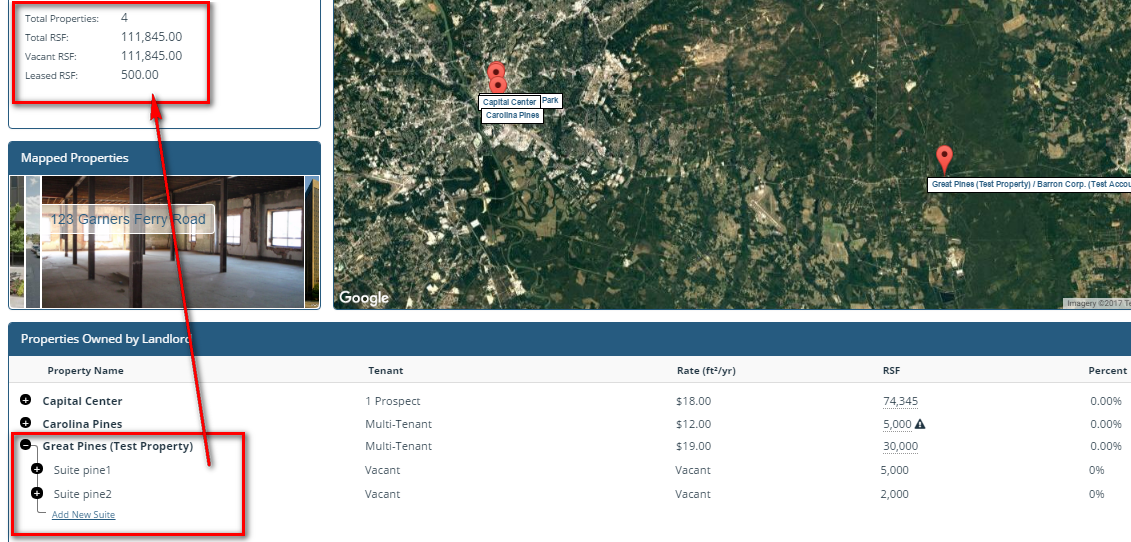 Total Properties: 4
Total RSF: 111,845.00
Vacant RSF: 111,845.00
Leased RSF: 500.00
Capital Center Park
Carolina Pines
Great Pines (Test Property) / Barron Corp. (Test Accou
Google
Imagery ©2017 Te
Mapped Properties
123 Garners Ferry Road
Properties Owned by Landlord
Property Name Tenant Rate (ft²/yr) RSF Percent
Capital Center 1 Prospect $18.00 74,345 0.00%
Carolina Pines Multi-Tenant $12.00 5,000 0.00%
Great Pines (Test Property) Multi-Tenant $19.00 30,000 0.00%
Suite pine1 Vacant Vacant 5,000 0%
Suite pine2 Vacant Vacant 2,000 0%
Add New Suite